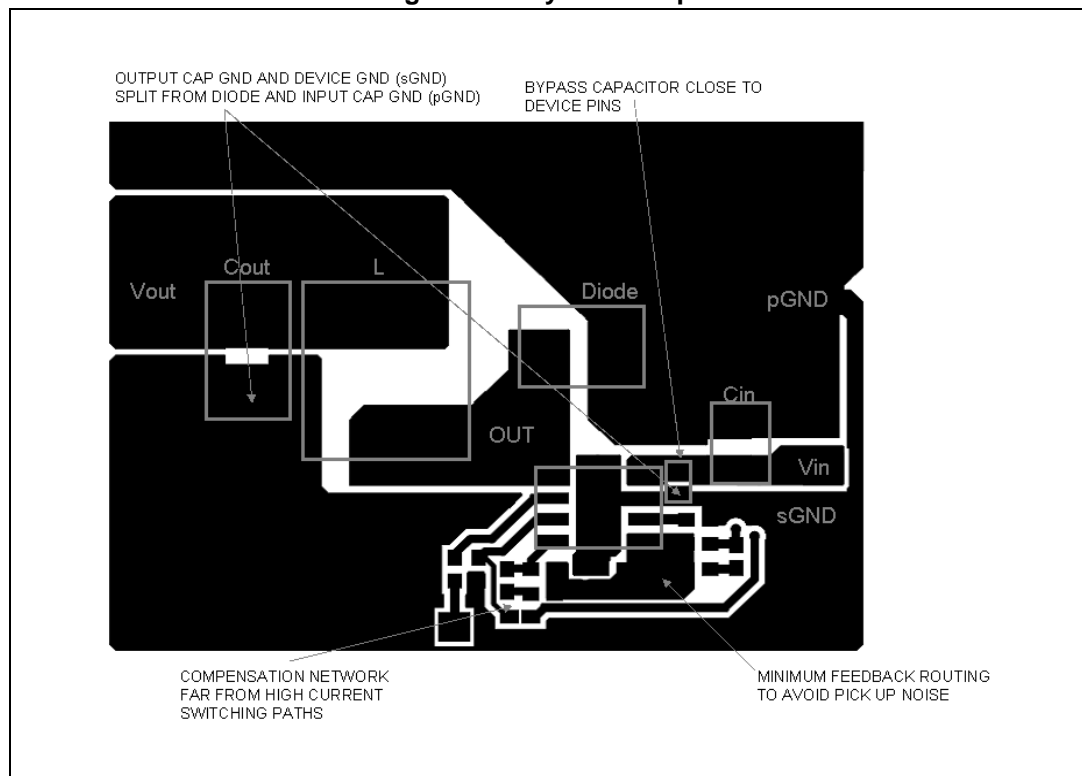 OUTPUT CAP GND AND DEVICE GND (sGND)
SPLIT FROM DIODE AND INPUT CAP GND (pGND)
BYPASS CAPACITOR CLOSE TO
DEVICE PINS
Cout
L
Vout
Diode
pGND
Cin
OUT
Vin
sGND
COMPENSATION NETWORK
FAR FROM HIGH CURRENT
SWITCHING PATHS
MINIMUM FEEDBACK ROUTING
TO AVOID PICK UP NOISE